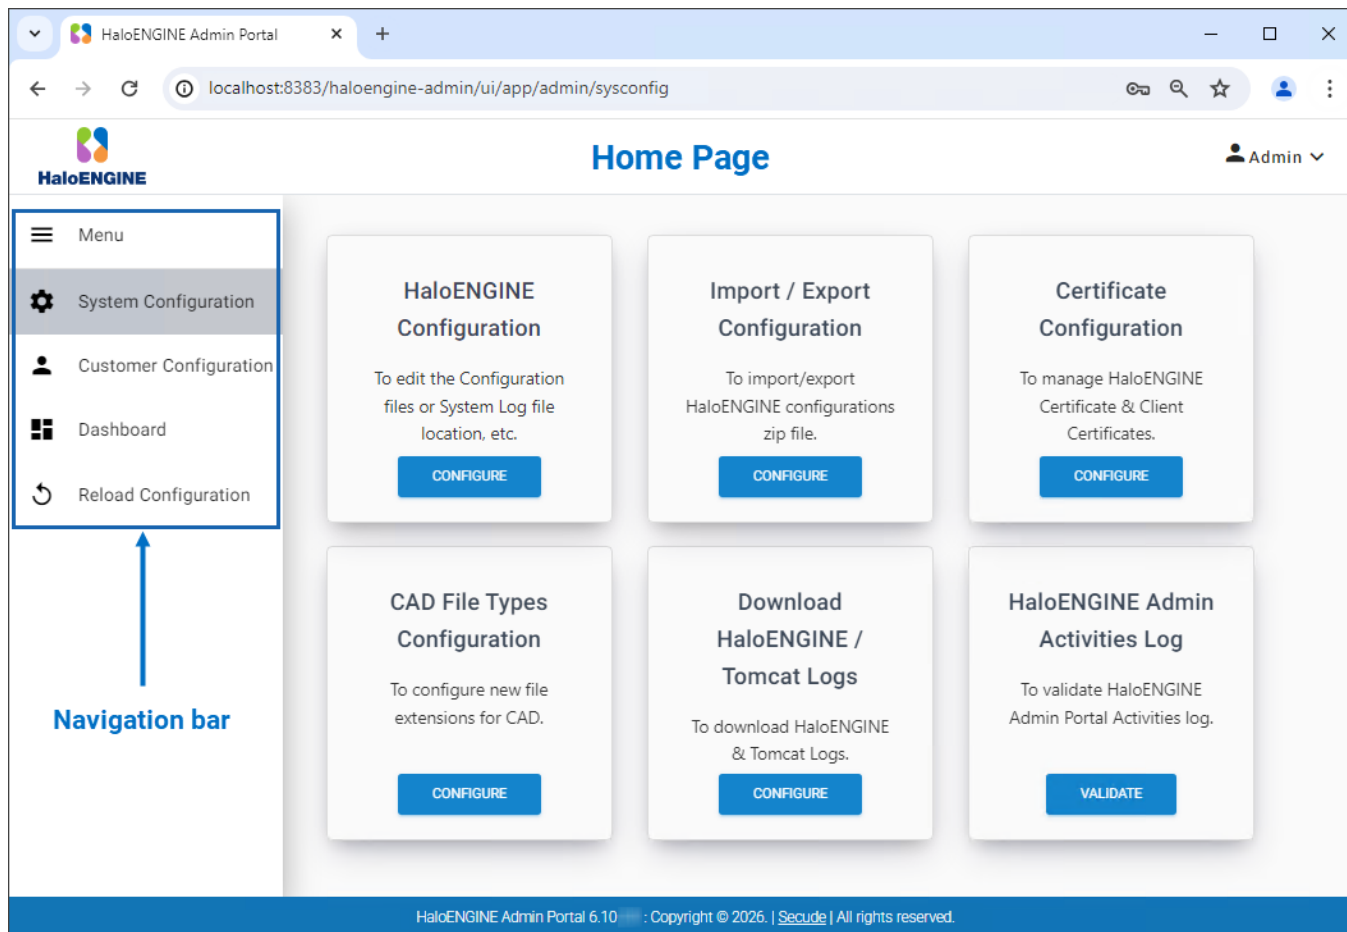 HaloENGINE Admin Portal
localhost:8383/haloengine-admin/ui/app/admin/sysconfig
HaloENGINE
Home Page
Admin
Menu
System Configuration
Customer Configuration
Dashboard
Reload Configuration
Navigation bar
HaloENGINE
Configuration
To edit the Configuration
files or System Log file
location, etc.
CONFIGURE
Import / Export
Configuration
To import/export
HaloENGINE configurations
zip file.
CONFIGURE
Certificate
Configuration
To manage HaloENGINE
Certificate & Client
Certificates.
CONFIGURE
CAD File Types
Configuration
To configure new file
extensions for CAD.
CONFIGURE
Download
HaloENGINE /
Tomcat Logs
To download HaloENGINE
& Tomcat Logs.
CONFIGURE
HaloENGINE Admin
Activities Log
To validate HaloENGINE
Admin Portal Activities log.
VALIDATE
HaloENGINE Admin Portal 6.10 : Copyright © 2026. | Secude | All rights reserved.